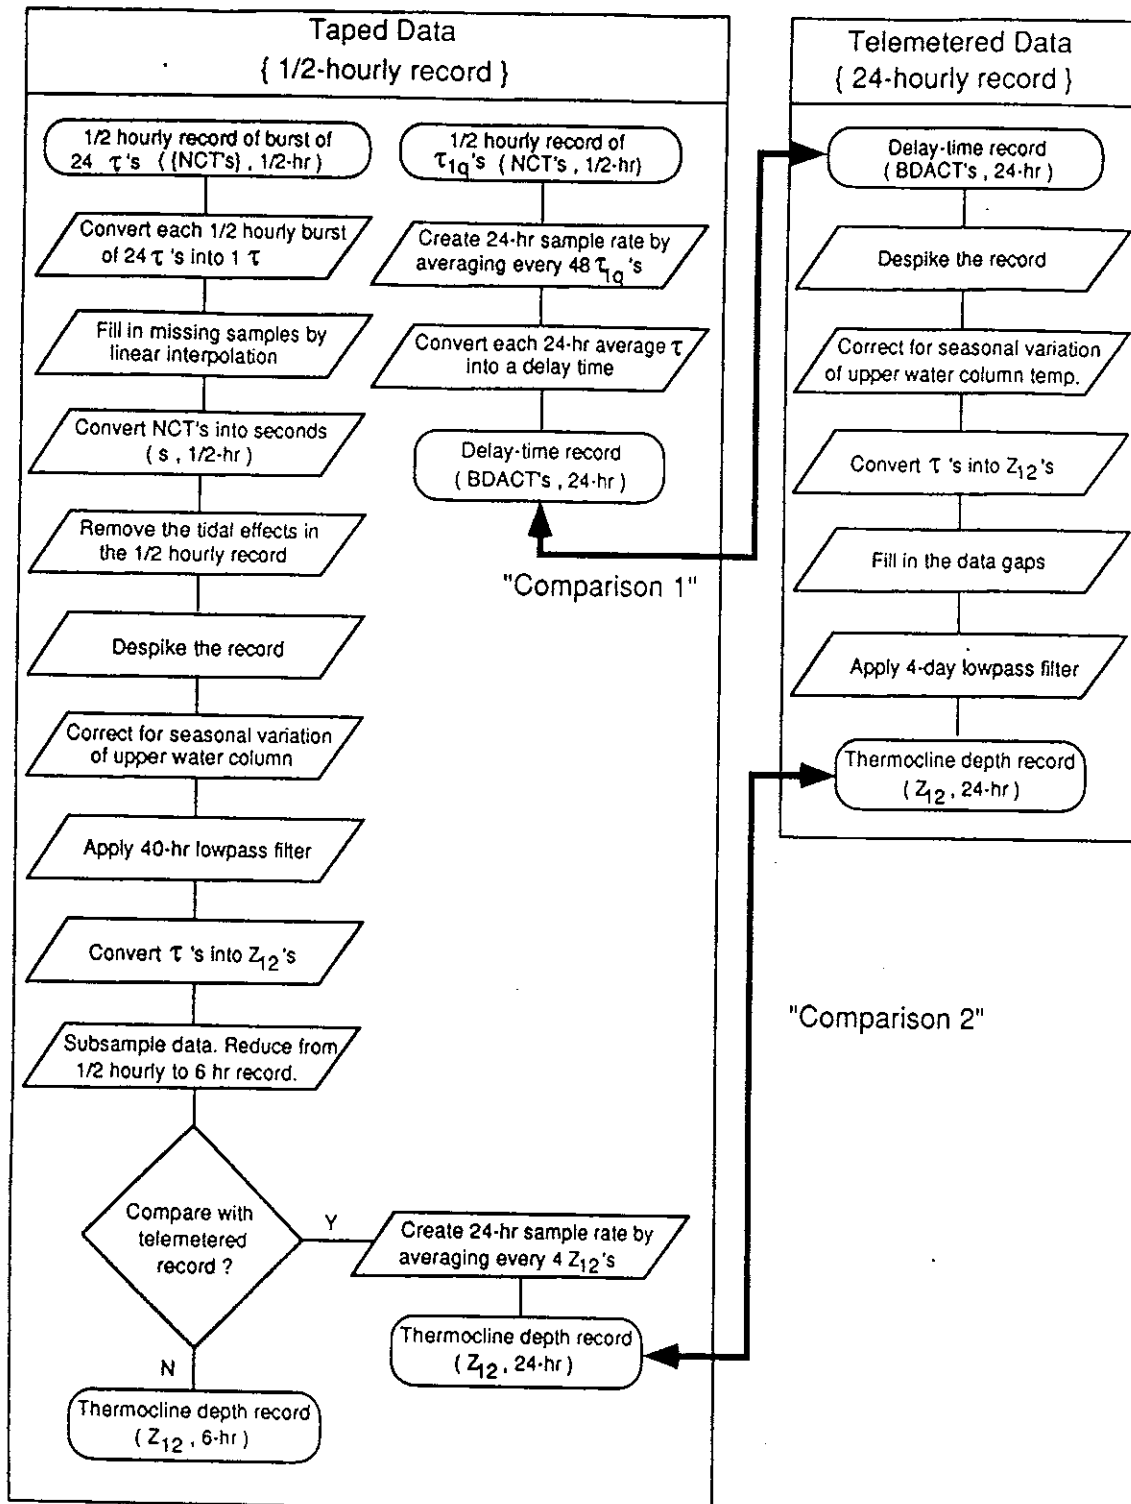 Taped Data
{ 1/2-hourly record }
1/2 hourly record of burst of
24 τ's ({NCT's}, 1/2-hr)
Convert each 1/2 hourly burst
of 24 τ's into 1 τ
Fill in missing samples by
linear interpolation
Convert NCT's into seconds
(s, 1/2-hr)
Remove the tidal effects in
the 1/2 hourly record
Despike the record
Correct for seasonal variation
of upper water column
Apply 40-hr lowpass filter
Convert τ's into Z12's
Subsample data. Reduce from
1/2 hourly to 6 hr record.
Compare with
telemetered
record ?
Y
N
Thermocline depth record
(Z12, 6-hr)
Create 24-hr sample rate by
averaging every 4 Z12's
Thermocline depth record
(Z12, 24-hr)
1/2 hourly record of
τ1q's (NCT's, 1/2-hr)
Create 24-hr sample rate by
averaging every 48 τ1q's
Convert each 24-hr average τ
into a delay time
Delay-time record
(BDACT's, 24-hr)
"Comparison 1"
Telemetered Data
{ 24-hourly record }
Delay-time record
(BDACT's, 24-hr)
Despike the record
Correct for seasonal variation
of upper water column temp.
Convert τ's into Z12's
Fill in the data gaps
Apply 4-day lowpass filter
Thermocline depth record
(Z12, 24-hr)
"Comparison 2"